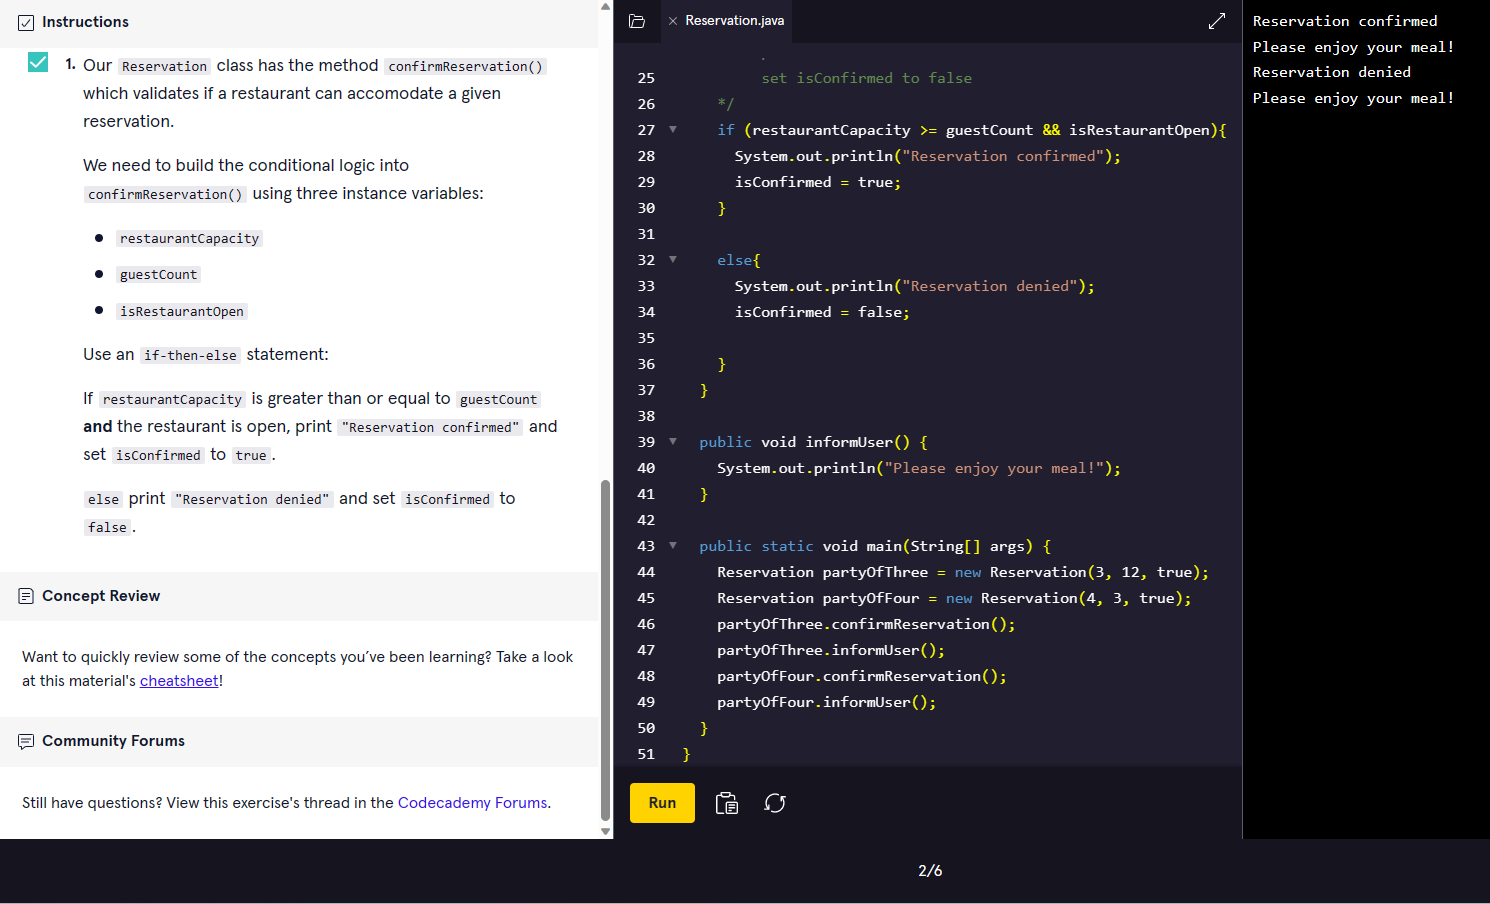 Instructions
1. Our Reservation class has the method confirmReservation()
which validates if a restaurant can accomodate a given
reservation.
We need to build the conditional logic into
confirmReservation() using three instance variables:
restaurantCapacity
guestCount
isRestaurantOpen
Use an if-then-else statement:
If restaurantCapacity is greater than or equal to guestCount
and the restaurant is open, print "Reservation confirmed" and
set isConfirmed to true.
else print "Reservation denied" and set isConfirmed to
false.
Concept Review
Want to quickly review some of the concepts you’ve been learning? Take a look
at this material's cheatsheet!
Community Forums
Still have questions? View this exercise's thread in the Codecademy Forums.
Reservation.java
25 set isConfirmed to false
26 */
27 if (restaurantCapacity >= guestCount && isRestaurantOpen){
28 System.out.println("Reservation confirmed");
29 isConfirmed = true;
30 }
31
32 else{
33 System.out.println("Reservation denied");
34 isConfirmed = false;
35
36 }
37 }
38
39 public void informUser() {
40 System.out.println("Please enjoy your meal!");
41 }
42
43 public static void main(String[] args) {
44 Reservation partyOfThree = new Reservation(3, 12, true);
45 Reservation partyOfFour = new Reservation(4, 3, true);
46 partyOfThree.confirmReservation();
47 partyOfThree.informUser();
48 partyOfFour.confirmReservation();
49 partyOfFour.informUser();
50 }
51 }
Run
Reservation confirmed
Please enjoy your meal!
Reservation denied
Please enjoy your meal!
2/6